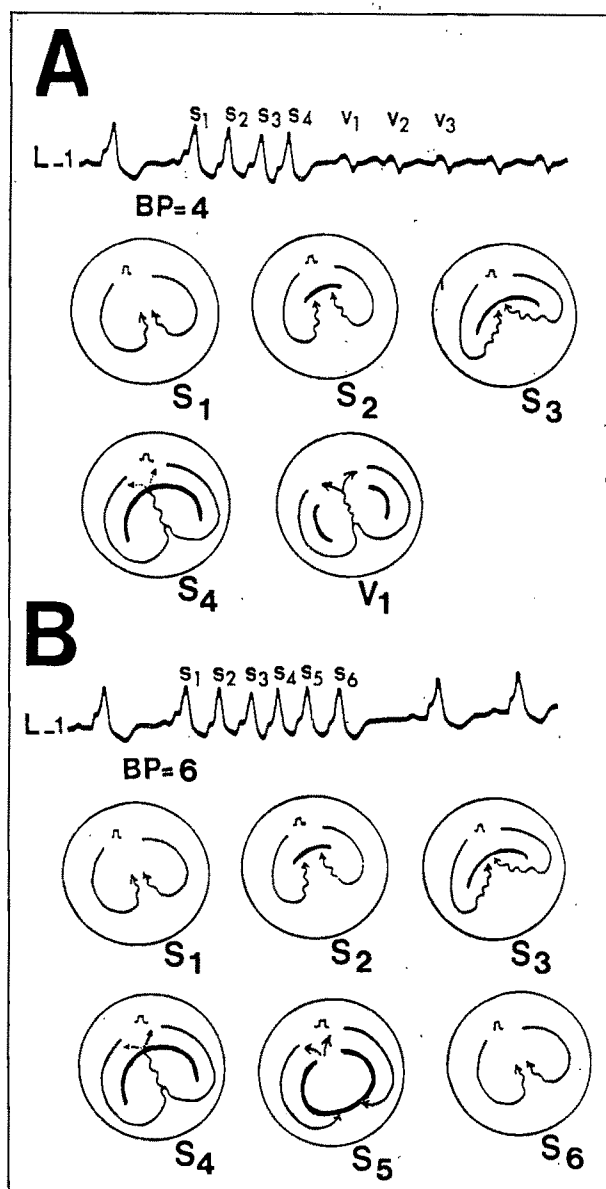 A
S1 S2 S3 S4 V1 V2 V3
L-1
BP=4
S1 S2 S3
S4 V1
B
S1 S2 S3 S4 S5 S6
L-1
BP=6
S1 S2 S3
S4 S5 S6